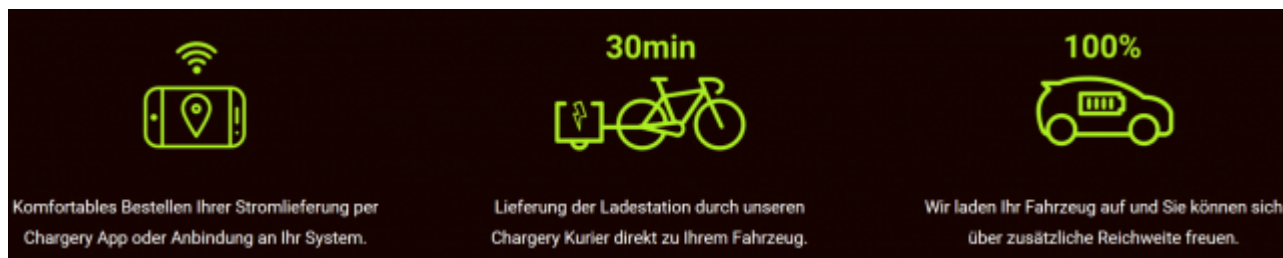 30min
100%
Komfortables Bestellen Ihrer Stromlieferung per
Chargery App oder Anbindung an Ihr System.
Lieferung der Ladestation durch unseren
Chargery Kurier direkt zu Ihrem Fahrzeug.
Wir laden Ihr Fahrzeug auf und Sie können sich
über zusätzliche Reichweite freuen.